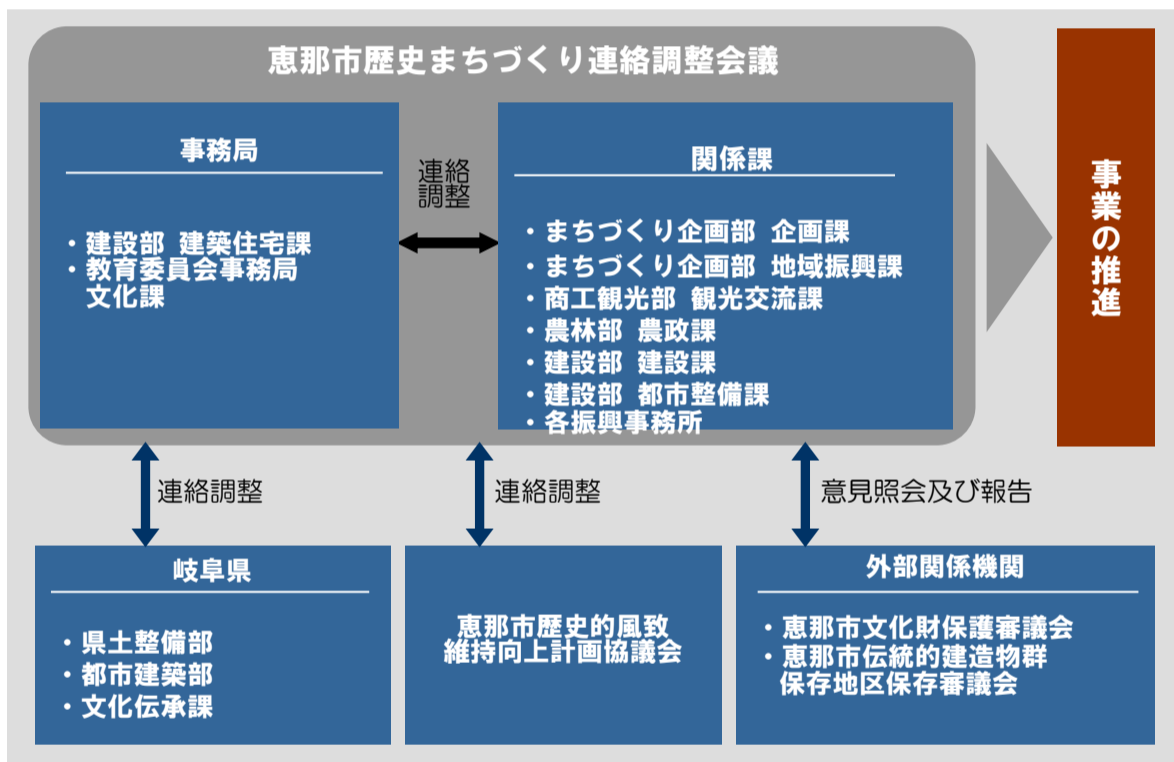 恵那市歴史まちづくり連絡調整会議
事務局
・建設部 建築住宅課
・教育委員会事務局
文化課
連絡
調整
関係課
・まちづくり企画部 企画課
・まちづくり企画部 地域振興課
・商工観光部 観光交流課
・農林部 農政課
・建設部 建設課
・建設部 都市整備課
・各振興事務所
事業の推進
連絡調整
連絡調整
意見照会及び報告
岐阜県
・県土整備部
・都市建築部
・文化伝承課
恵那市歴史的風致
維持向上計画協議会
外部関係機関
・恵那市文化財保護審議会
・恵那市伝統的建造物群
保存地区保存審議会